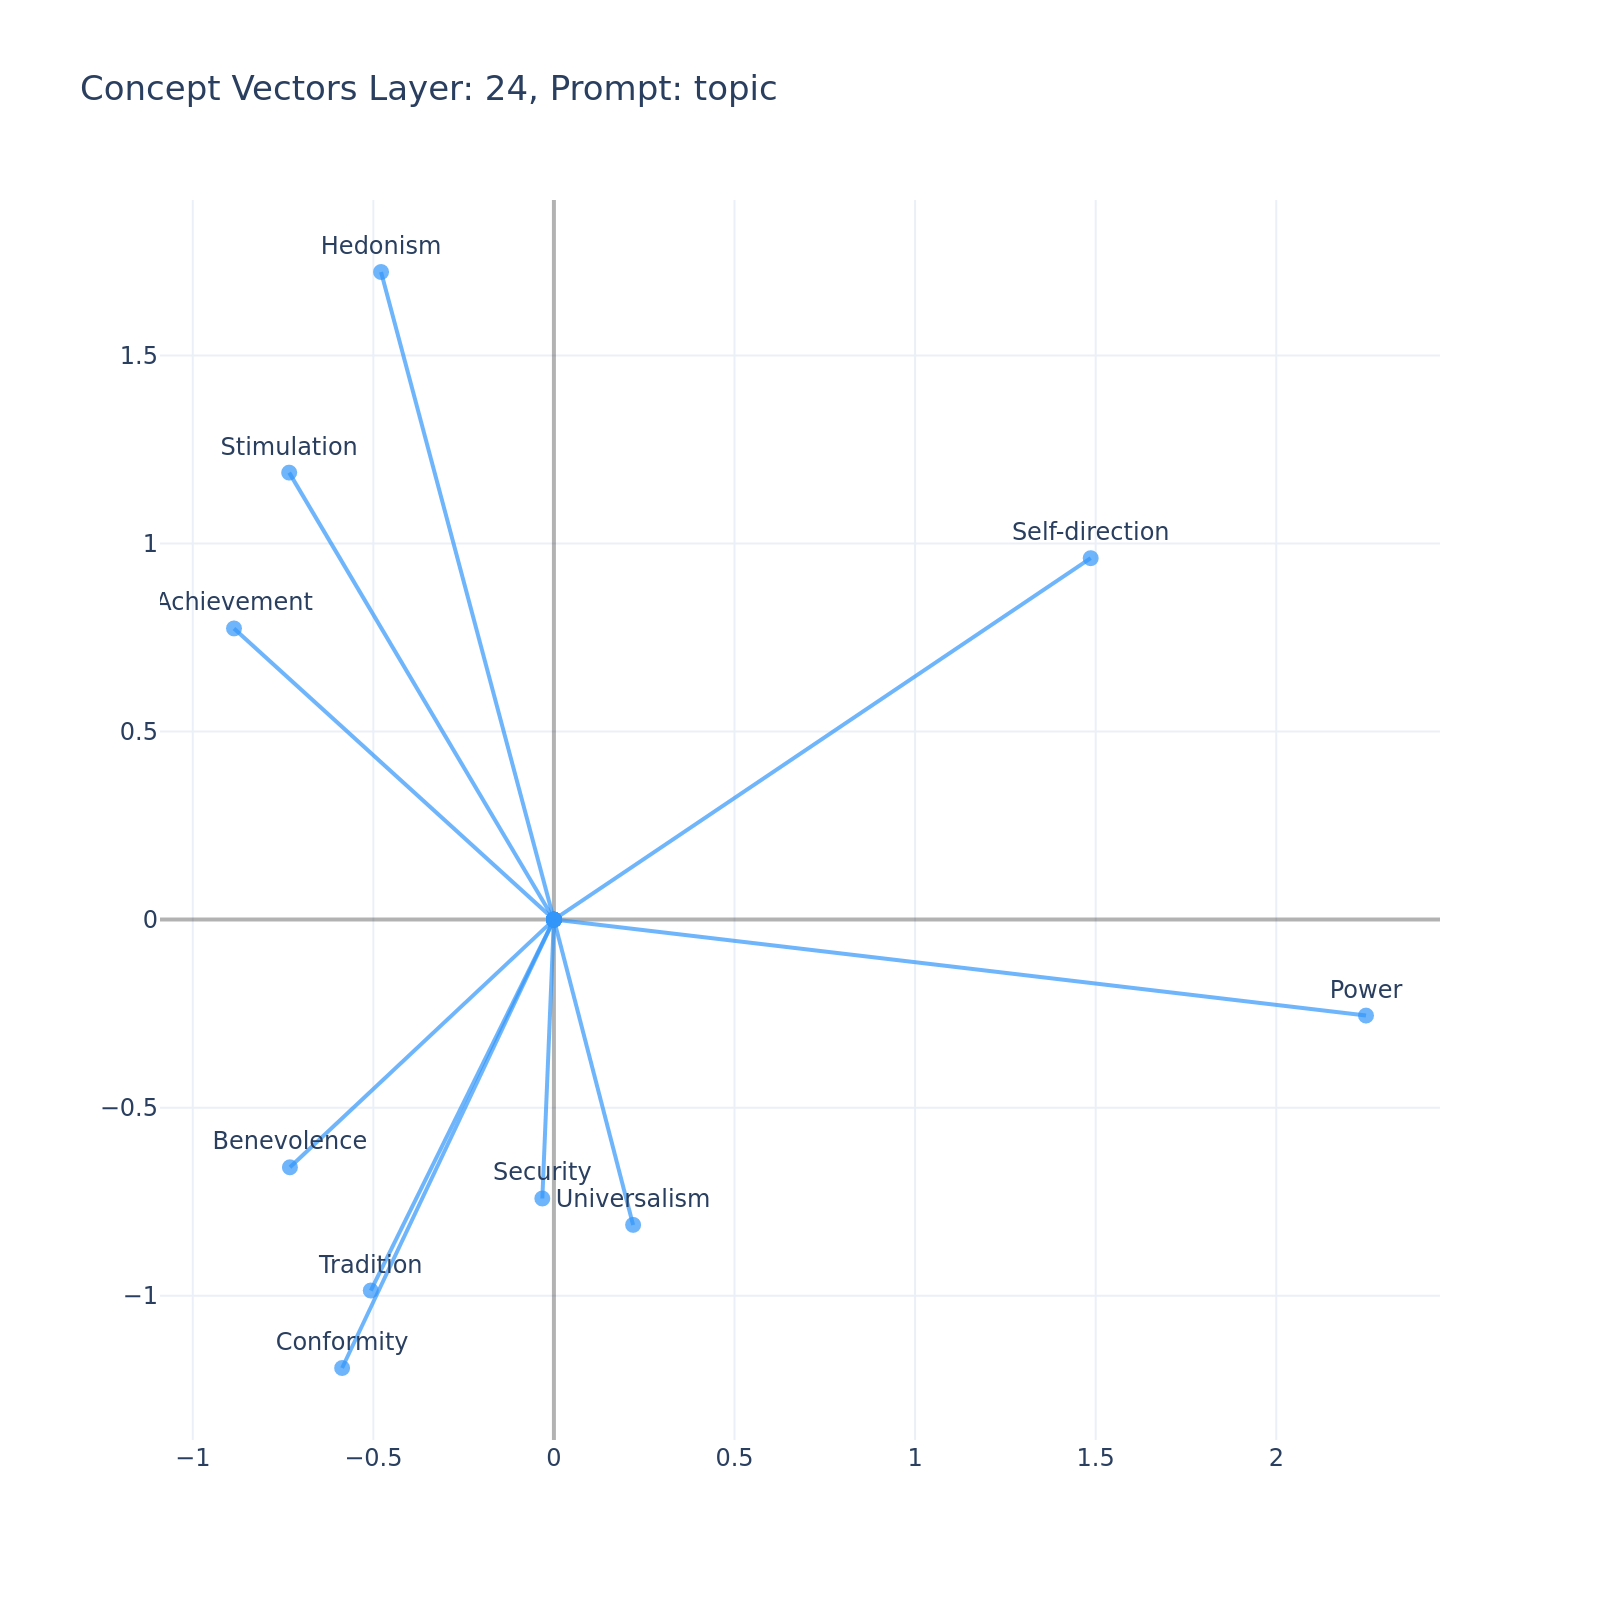 Concept Vectors Layer: 24, Prompt: topic
Hedonism
1.5
Stimulation
Self-direction
1
Achievement
0.5
0
Power
−0.5
Benevolence
Security
Universalism
Tradition
−1
Conformity
−1
−0.5
0
0.5
1
1.5
2